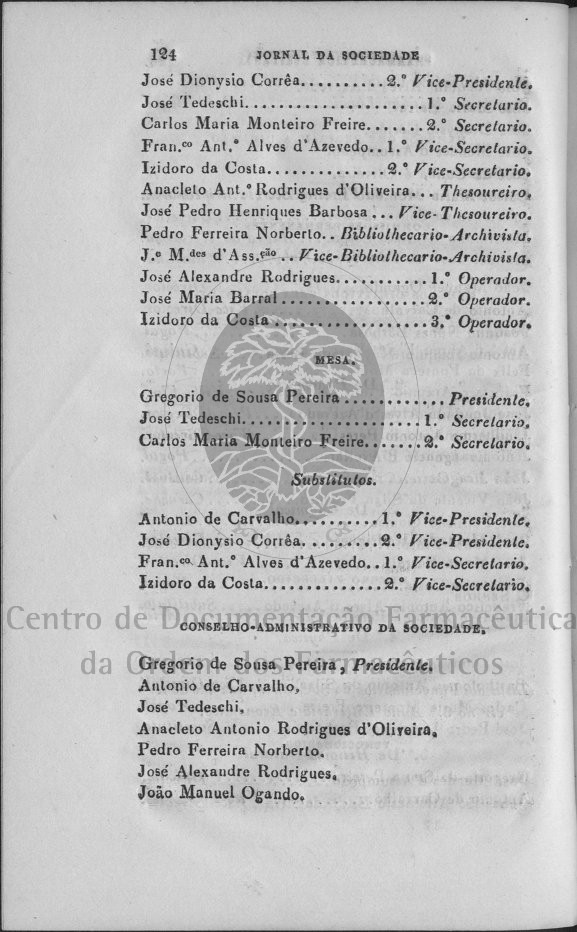 124 JORNAL DA SOCIEDADE
José Dionysio Corrêa..........2.° Vice-Presidente.
José Tedeschi......................1.° Secretario.
Carlos Maria Monteiro Freire.......2.° Secretario.
Fran.co Ant.° Alves d'Azevedo..1.° Vice-Secretario.
Izidoro da Costa...............2.° Vice-Secretario.
Anacleto Ant.° Rodrigues d'Oliveira... Thesoureiro.
José Pedro Henriques Barbosa... Vice-Thesoureiro.
Pedro Ferreira Norberto.. Bibliothecario-Archivista.
J.e M.des d'Ass.ção.. Vice-Bibliothecario-Archivista.
José Alexandre Rodrigues...........1.° Operador.
José Maria Barral..................2.° Operador.
Izidoro da Costa...................3.° Operador.
MESA.
Gregorio de Sousa Pereira............ Presidente.
José Tedeschi......................1.° Secretario.
Carlos Maria Monteiro Freire.......2.° Secretario.
Substitutos.
Antonio de Carvalho..........1.° Vice-Presidente.
José Dionysio Corrêa..........2.° Vice-Presidente.
Fran.co Ant.° Alves d'Azevedo..1.° Vice-Secretario.
Izidoro da Costa..............2.° Vice-Secretario.
Centro de Documentação Farmacêutica
CONSELHO-ADMINISTRATIVO DA SOCIEDADE.
da Ordem dos Farmacêuticos
Gregorio de Sousa Pereira, Presidente.
Antonio de Carvalho.
José Tedeschi.
Anacleto Antonio Rodrigues d'Oliveira.
Pedro Ferreira Norberto.
José Alexandre Rodrigues.
João Manuel Ogando.